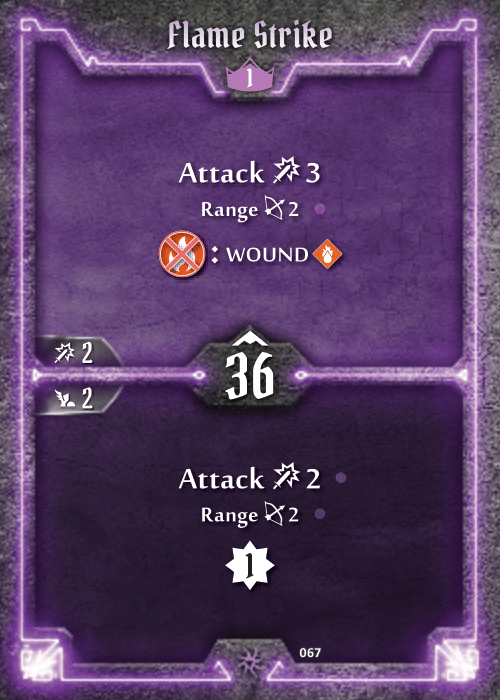 Flame Strike
1
Attack 3
Range 2
: WOUND
2
36
2
Attack 2
Range 2
1
067